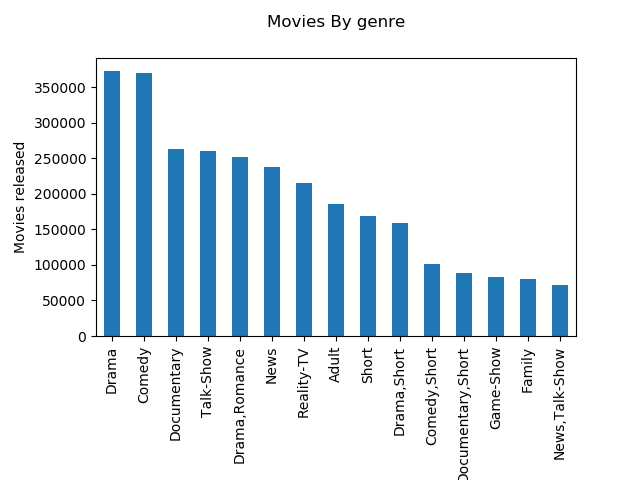 Movies By genre
Movies released
350000
300000
250000
200000
150000
100000
50000
0
Drama
Comedy
Documentary
Talk-Show
Drama,Romance
News
Reality-TV
Adult
Short
Drama,Short
Comedy,Short
Documentary,Short
Game-Show
Family
News,Talk-Show